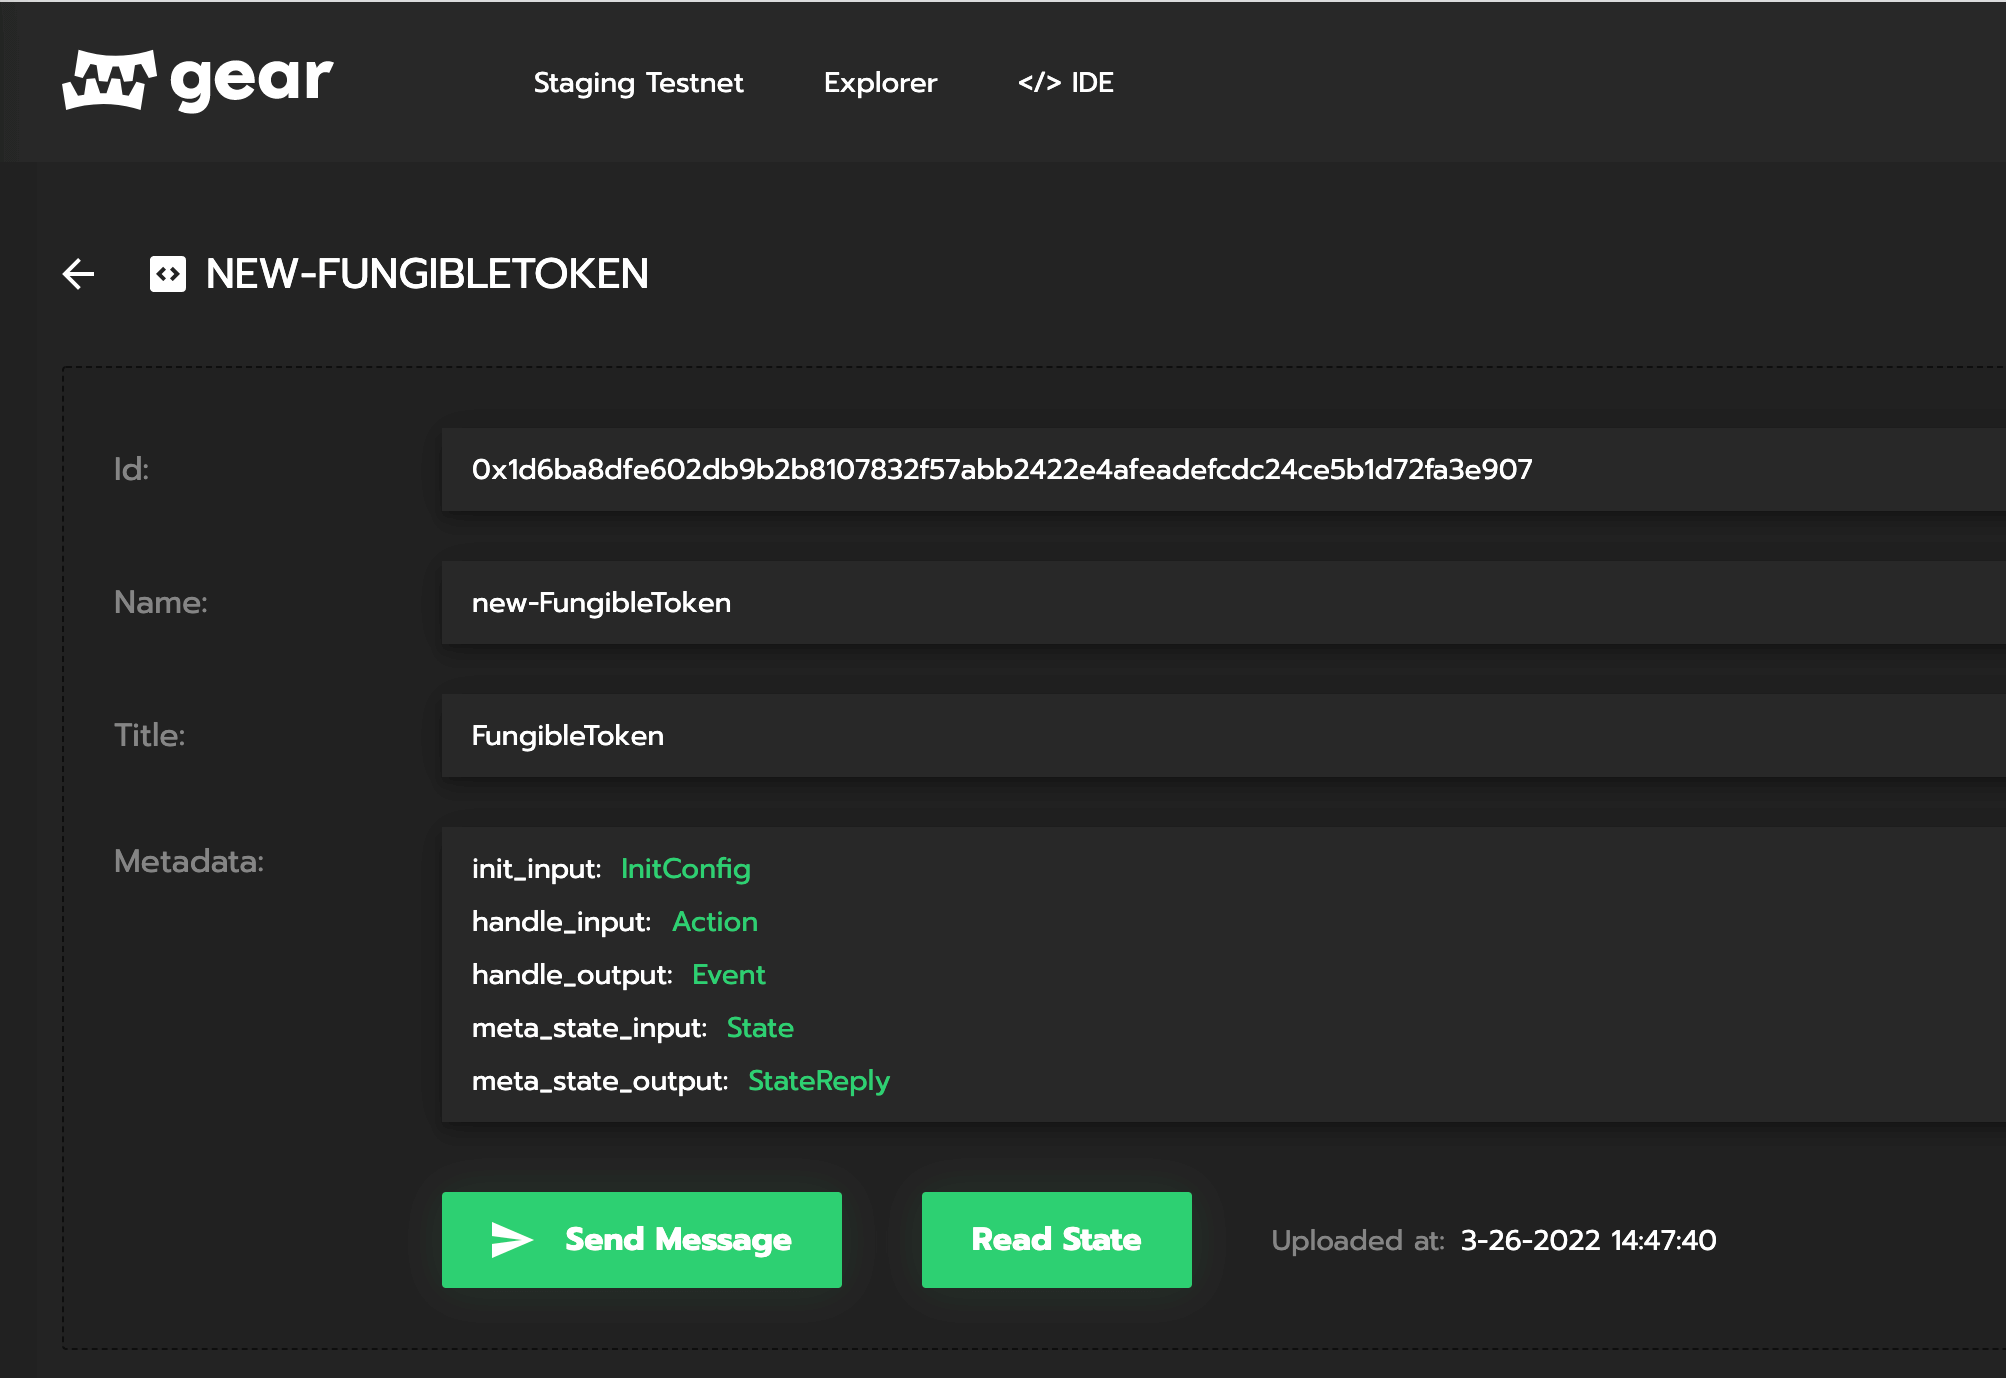 gear
Staging Testnet Explorer </> IDE
NEW-FUNGIBLETOKEN
Id: 0x1d6ba8dfe602db9b2b8107832f57abb2422e4afeadefcdc24ce5b1d72fa3e907
Name: new-FungibleToken
Title: FungibleToken
Metadata: init_input: InitConfig
handle_input: Action
handle_output: Event
meta_state_input: State
meta_state_output: StateReply
Send Message Read State Uploaded at: 3-26-2022 14:47:40